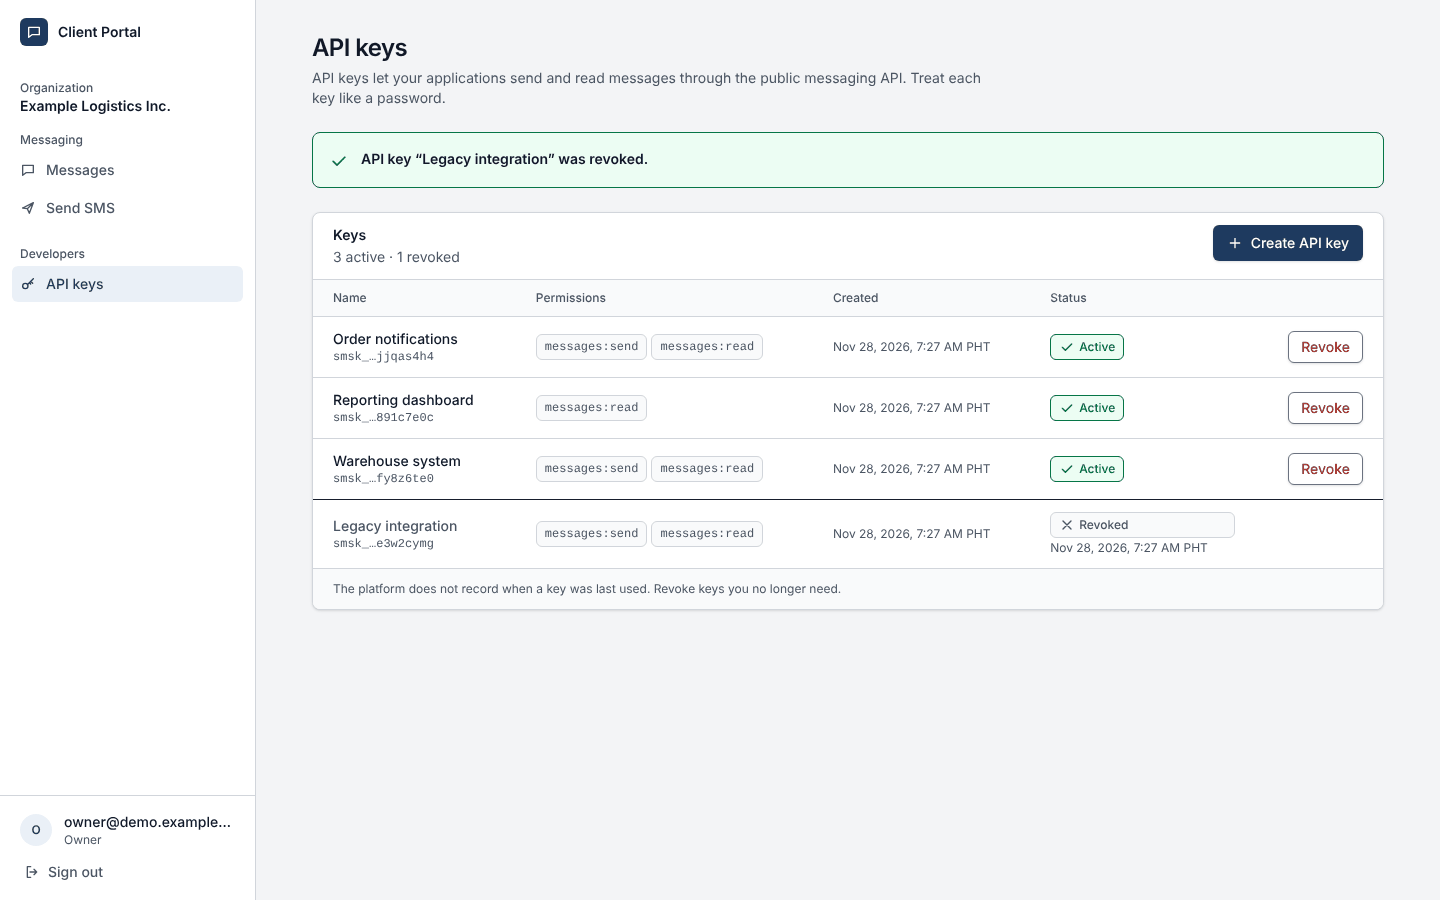 Client Portal
Organization
Example Logistics Inc.
Messaging
Messages
Send SMS
Developers
API keys
O
owner@demo.example...
Owner
Sign out
API keys
API keys let your applications send and read messages through the public messaging API. Treat each
key like a password.
API key “Legacy integration” was revoked.
Keys
3 active · 1 revoked
Create API key
Name Permissions Created Status
Order notifications
smsk_…jjqas4h4
messages:send messages:read Nov 28, 2026, 7:27 AM PHT Active Revoke
Reporting dashboard
smsk_…891c7e0c
messages:read Nov 28, 2026, 7:27 AM PHT Active Revoke
Warehouse system
smsk_…fy8z6te0
messages:send messages:read Nov 28, 2026, 7:27 AM PHT Active Revoke
Legacy integration
smsk_…e3w2cymg
messages:send messages:read Nov 28, 2026, 7:27 AM PHT Revoked
Nov 28, 2026, 7:27 AM PHT
The platform does not record when a key was last used. Revoke keys you no longer need.